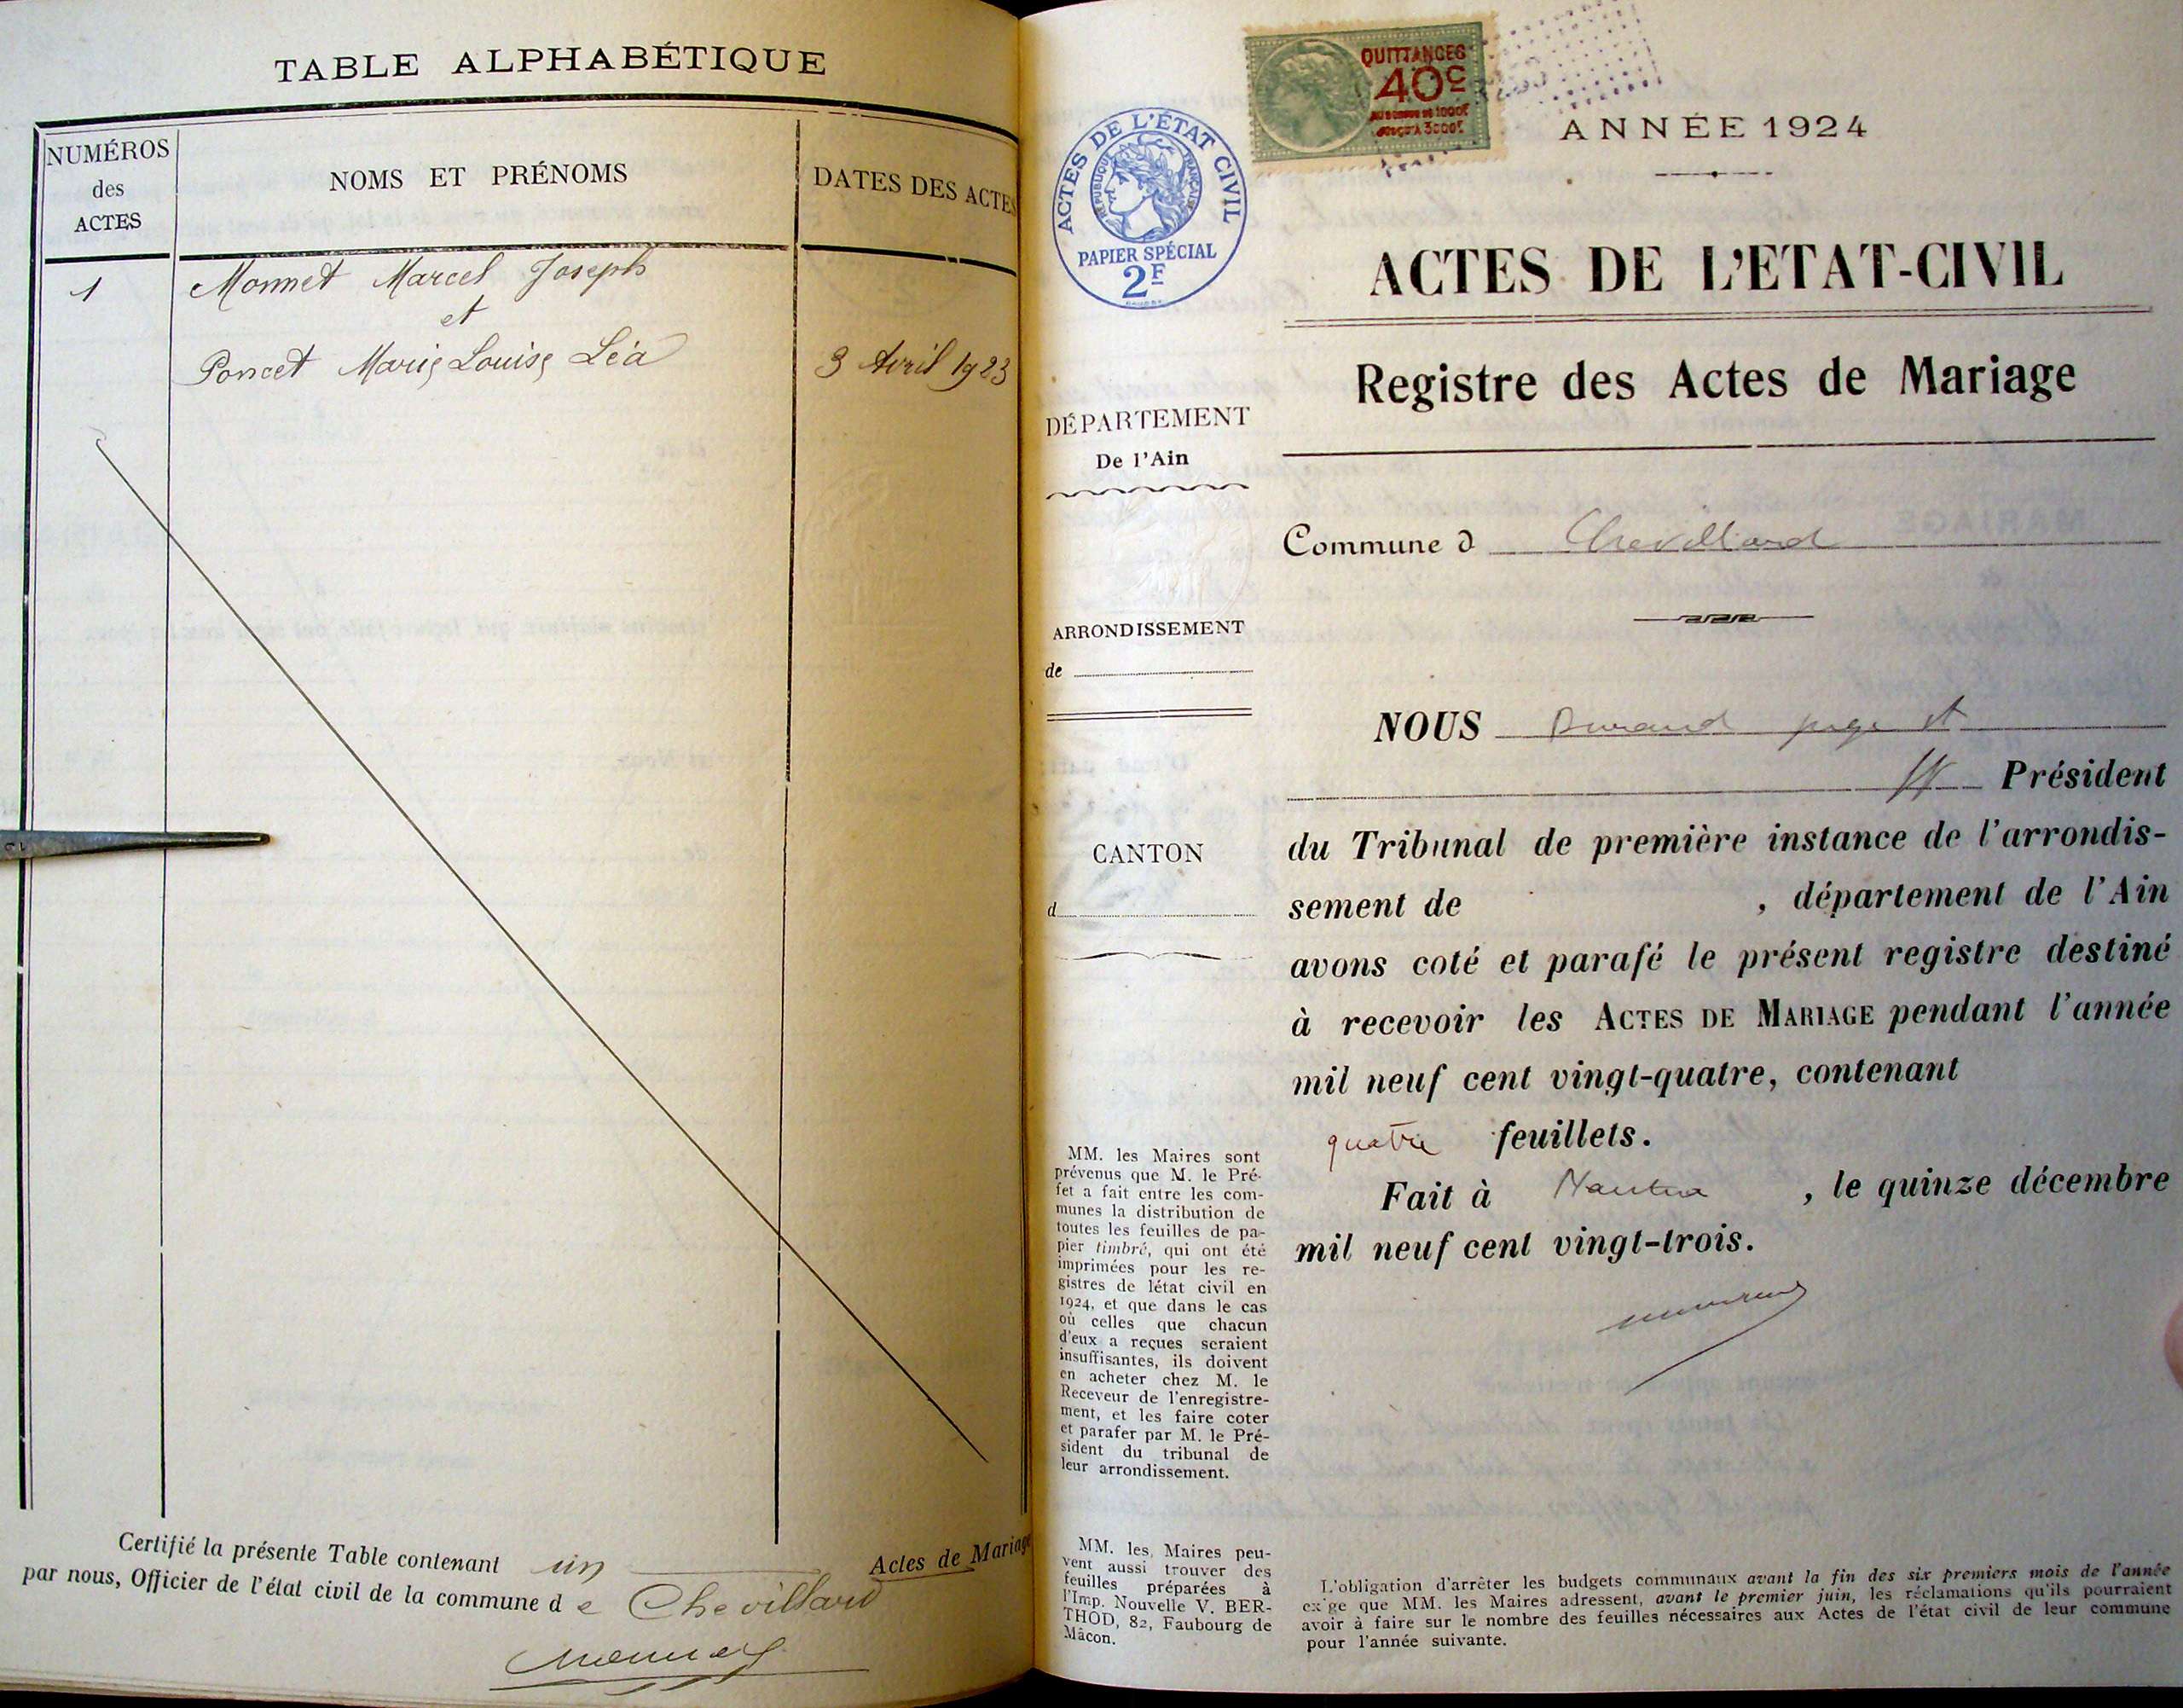 TABLE ALPHABÉTIQUE
NUMÉROS
des
ACTES
NOMS ET PRÉNOMS
DATES DES ACTES
1
Monnet Marcel Joseph
et
Poncet Marie Louise Léa
3 Avril 1923
Certifié la présente Table contenant un Actes de Mariage
par nous, Officier de l'état civil de la commune d e Chevillard
QUITTANCES
40c
AU DESSUS DE 1000F
JUSQU'À 3000F
ACTES DE L'ÉTAT CIVIL
RÉPUBLIQUE FRANÇAISE
PAPIER SPÉCIAL
2F
DÉPARTEMENT
De l'Ain
ARRONDISSEMENT
de
CANTON
d
MM. les Maires sont
prévenus que M. le Pré-
fet a fait entre les com-
munes la distribution de
toutes les feuilles de pa-
pier timbré, qui ont été
imprimées pour les re-
gistres de l'état civil en
1924, et que dans le cas
où celles que chacun
d'eux a reçues seraient
insuffisantes, ils doivent
en acheter chez M. le
Receveur de l'enregistre-
ment, et les faire coter
et parafer par M. le Pré-
sident du tribunal de
leur arrondissement.
MM. les Maires peu-
vent aussi trouver des
feuilles préparées à
l'Imp. Nouvelle V. BER-
THOD, 82, Faubourg de
Mâcon.
ANNÉE 1924
ACTES DE L'ETAT-CIVIL
Registre des Actes de Mariage
Commune d Chevillard
NOUS Durand juge
Président
du Tribunal de première instance de l'arrondis-
sement de , département de l'Ain
avons coté et parafé le présent registre destiné
à recevoir les ACTES DE MARIAGE pendant l'année
mil neuf cent vingt-quatre, contenant
quatre feuillets.
Fait à Nantua , le quinze décembre
mil neuf cent vingt-trois.
L'obligation d'arrêter les budgets communaux avant la fin des six premiers mois de l'année
exige que MM. les Maires adressent, avant le premier juin, les réclamations qu'ils pourraient
avoir à faire sur le nombre des feuilles nécessaires aux Actes de l'état civil de leur commune
pour l'année suivante.